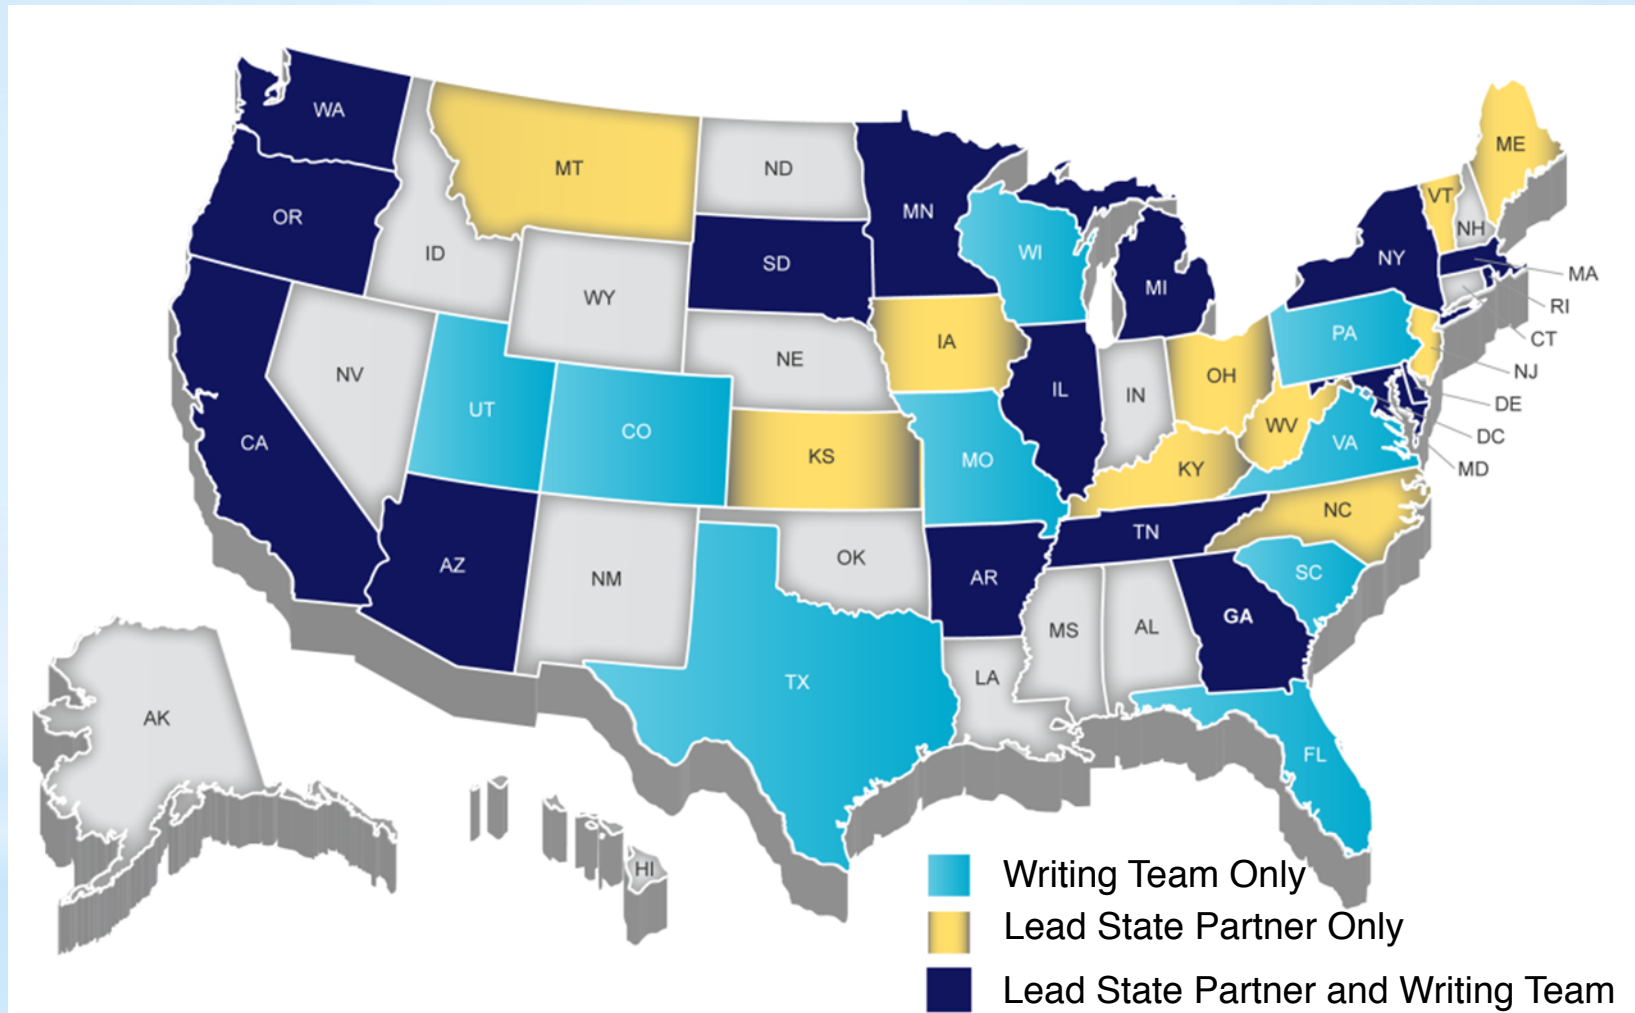 WA
MT
ND
MN
OR
ID
SD
WY
WI
MI
NY
VT
NH
ME
MA
RI
CT
NJ
DE
DC
MD
NV
UT
CO
NE
IA
IL
IN
OH
PA
CA
KS
MO
KY
WV
VA
AZ
NM
OK
AR
TN
NC
SC
TX
LA
MS
AL
GA
FL
AK
HI
Writing Team Only
Lead State Partner Only
Lead State Partner and Writing Team